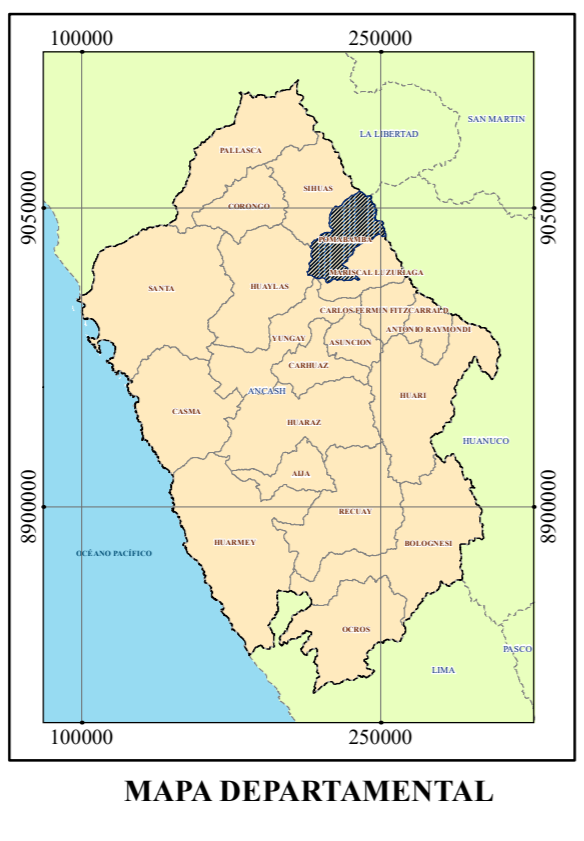 100000
250000
SAN MARTIN
LA LIBERTAD
PALLASCA
SIHUAS
CORONGO
9050000
9050000
POMABAMBA
MARISCAL LUZURIAGA
SANTA
HUAYLAS
CARLOS FERMIN FITZCARRALD
ANTONIO RAYMONDI
YUNGAY
ASUNCION
CARHUAZ
ANCASH
HUARI
CASMA
HUARAZ
HUANUCO
AIJA
8900000
8900000
RECUAY
HUARMEY
BOLOGNESI
OCÉANO PACÍFICO
OCROS
PASCO
LIMA
100000
250000
MAPA DEPARTAMENTAL